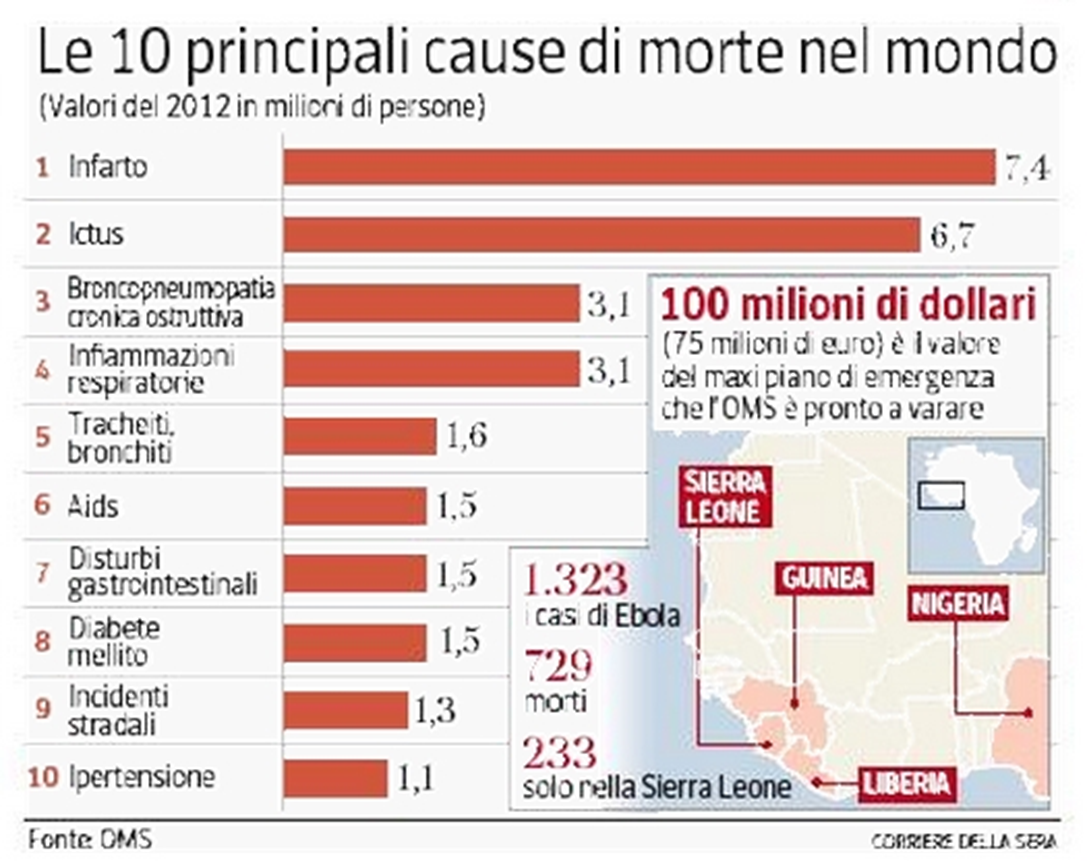 Le 10 principali cause di morte nel mondo
(Valori del 2012 in milioni di persone)
1 Infarto 7,4
2 Ictus 6,7
3 Broncopneumopatia
cronica ostruttiva 3,1
4 Infiammazioni
respiratorie 3,1
5 Tracheiti,
bronchiti 1,6
6 Aids 1,5
7 Disturbi
gastrointestinali 1,5
8 Diabete
mellito 1,5
9 Incidenti
stradali 1,3
10 Ipertensione 1,1
100 milioni di dollari
(75 milioni di euro) è il valore
del maxi piano di emergenza
che l'OMS è pronto a varare
SIERRA
LEONE
GUINEA
NIGERIA
LIBERIA
1.323
i casi di Ebola
729
morti
233
solo nella Sierra Leone
Fonte: OMS
CORRIERE DELLA SERA